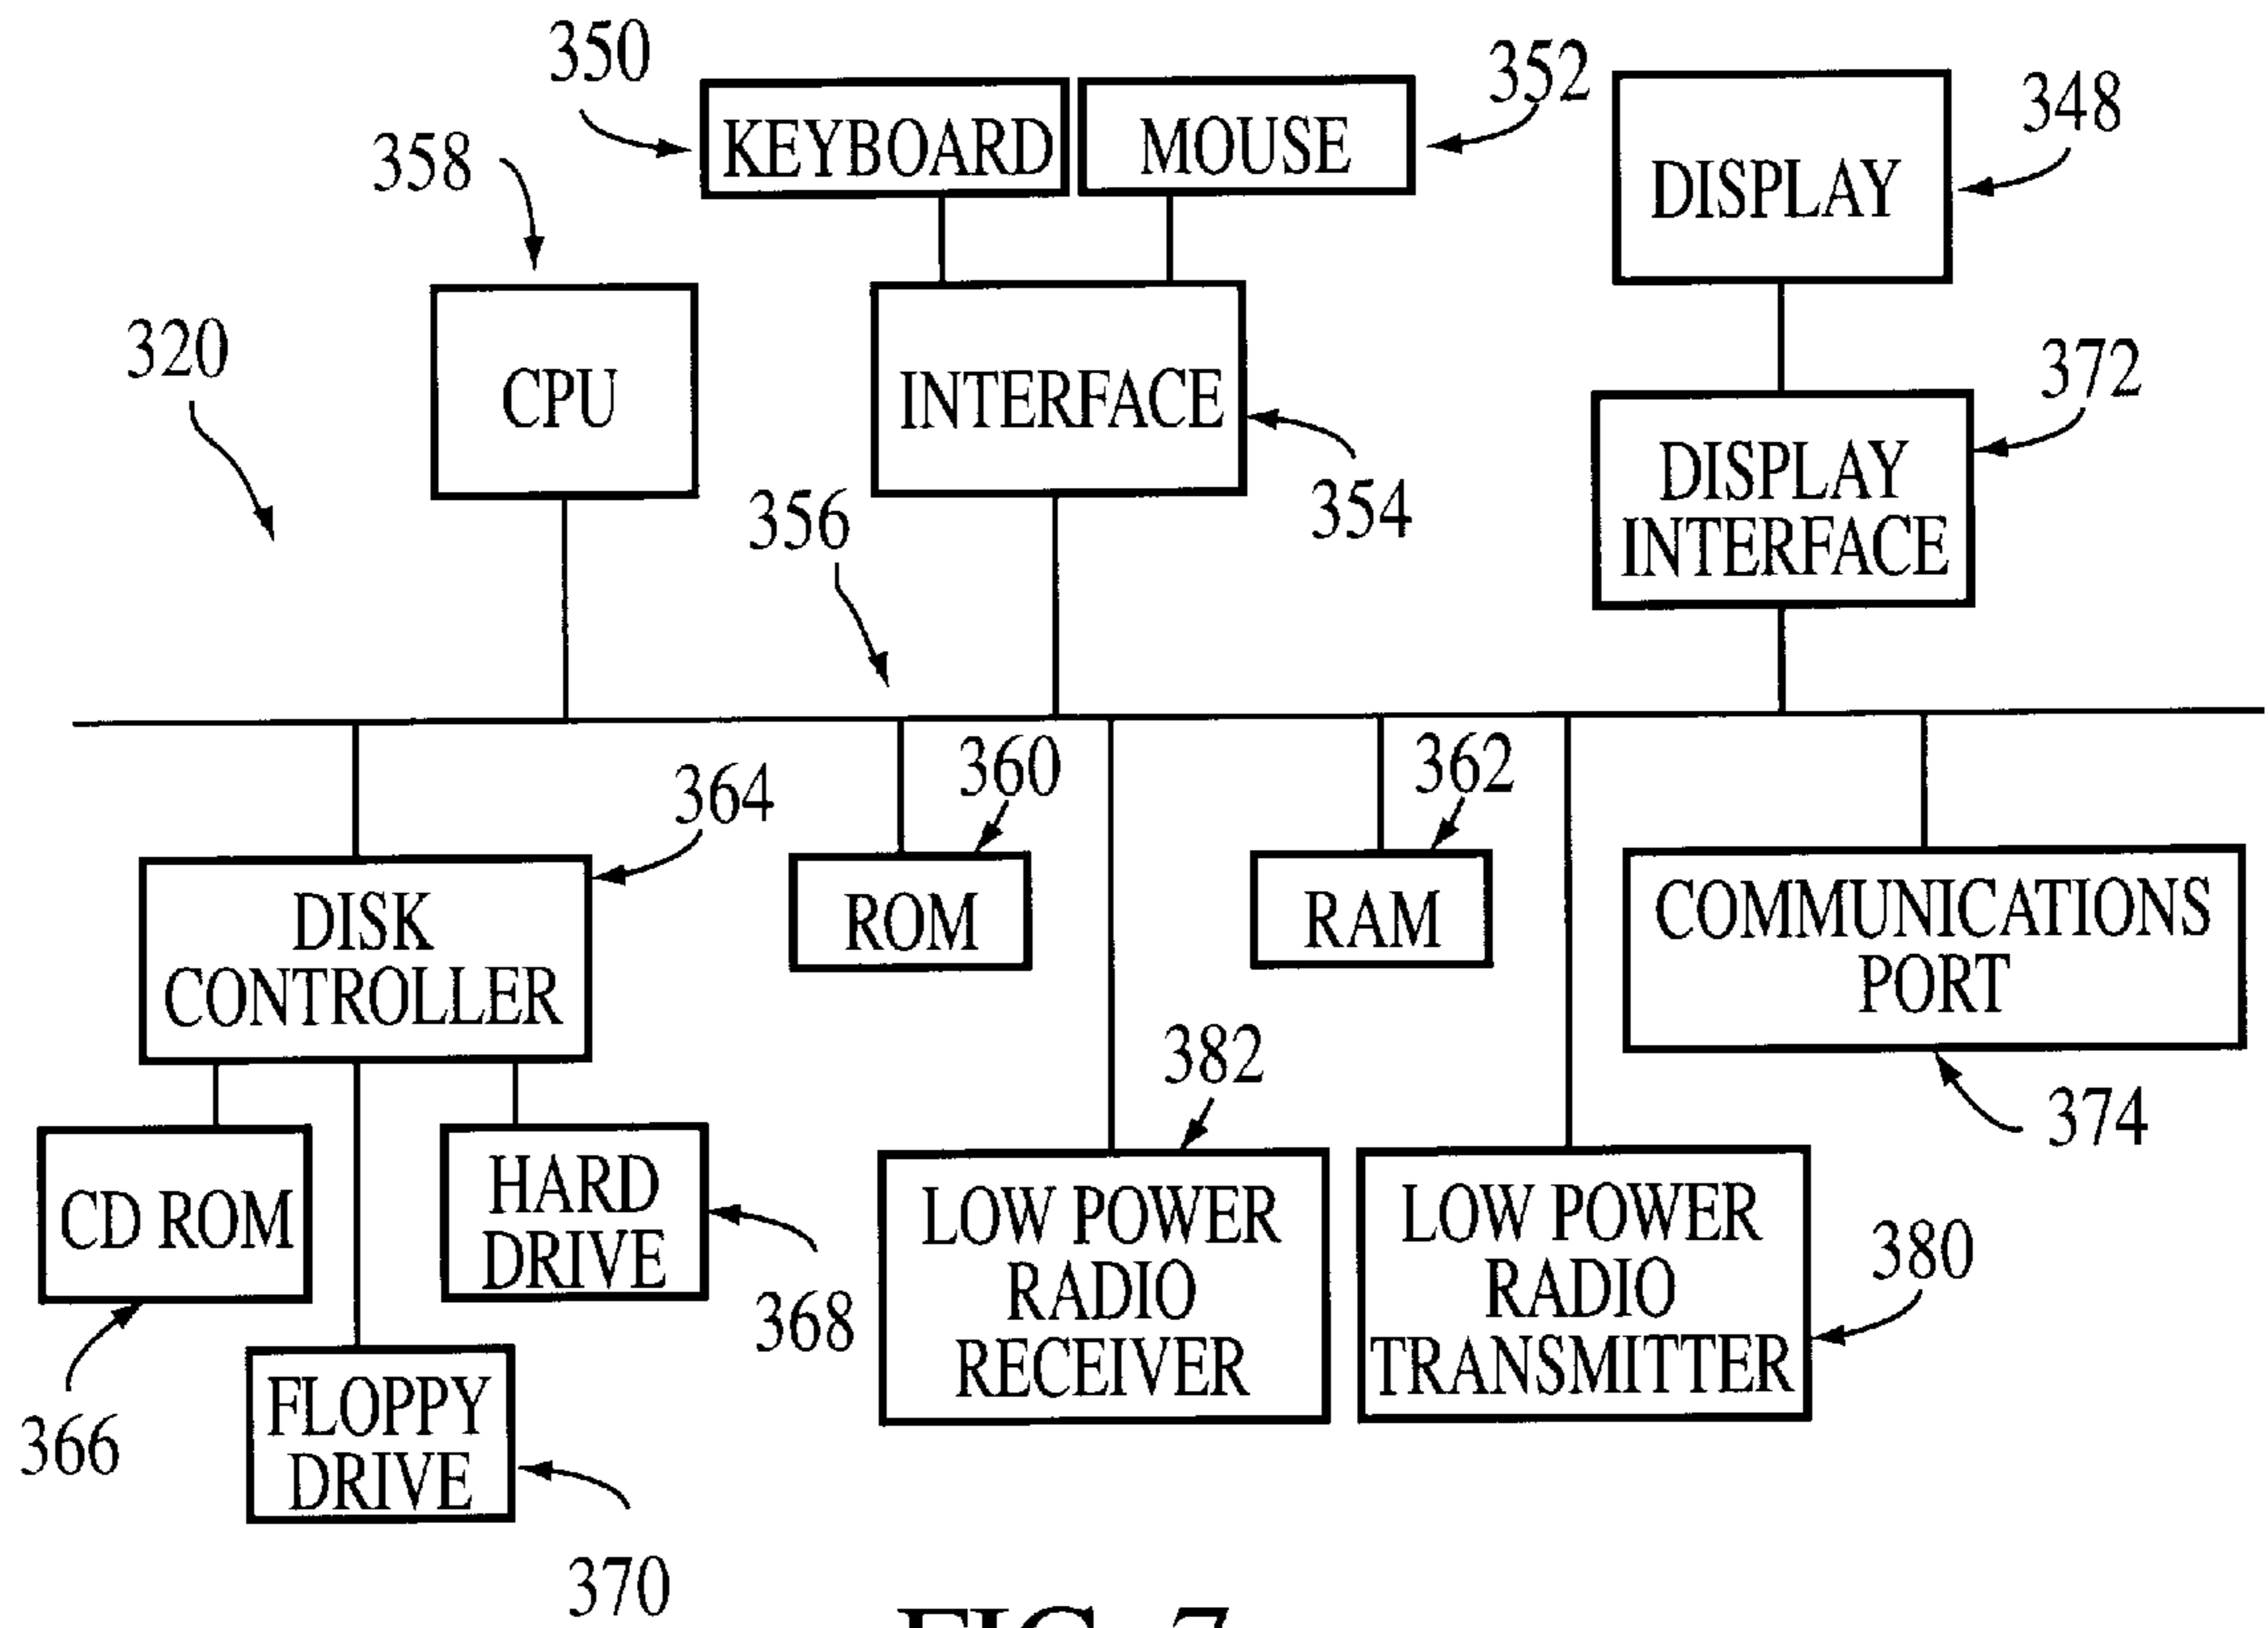 350
KEYBOARD
MOUSE
352
DISPLAY
348
358
320
CPU
INTERFACE
354
372
DISPLAY
INTERFACE
356
364
360
362
DISK
CONTROLLER
ROM
RAM
COMMUNICATIONS
PORT
374
382
CD ROM
HARD
DRIVE
368
366
FLOPPY
DRIVE
370
LOW POWER
RADIO
RECEIVER
LOW POWER
RADIO
TRANSMITTER
380
FIG. 7